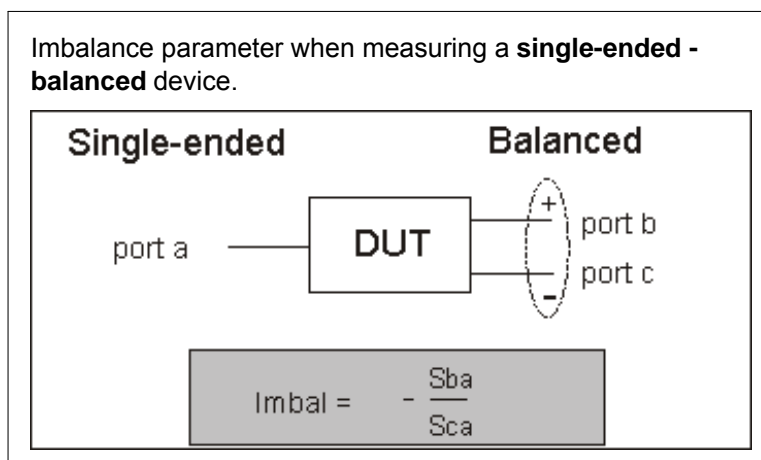 Imbalance parameter when measuring a single-ended -
balanced device.
Single-ended
Balanced
+
port b
port a
DUT
port c
-
Imbal = - Sba
Sca